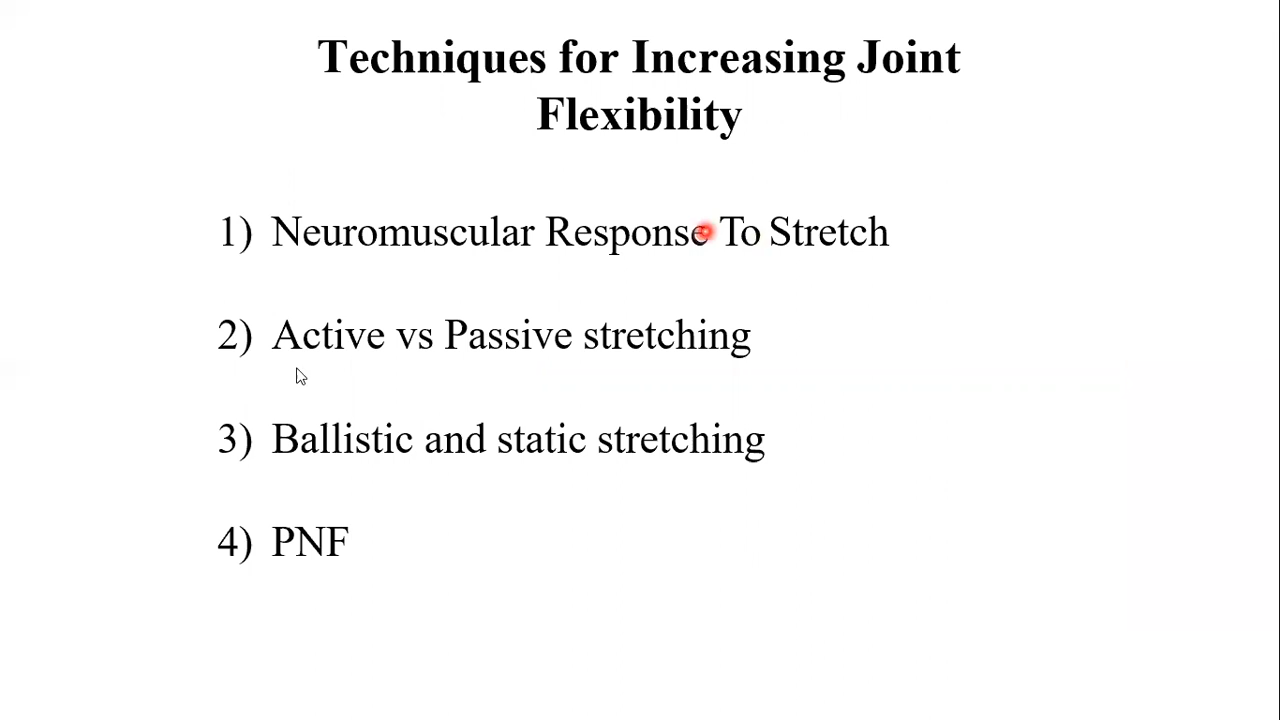 Techniques for Increasing Joint
Flexibility
1) Neuromuscular Response To Stretch
2) Active vs Passive stretching
3) Ballistic and static stretching
4) PNF